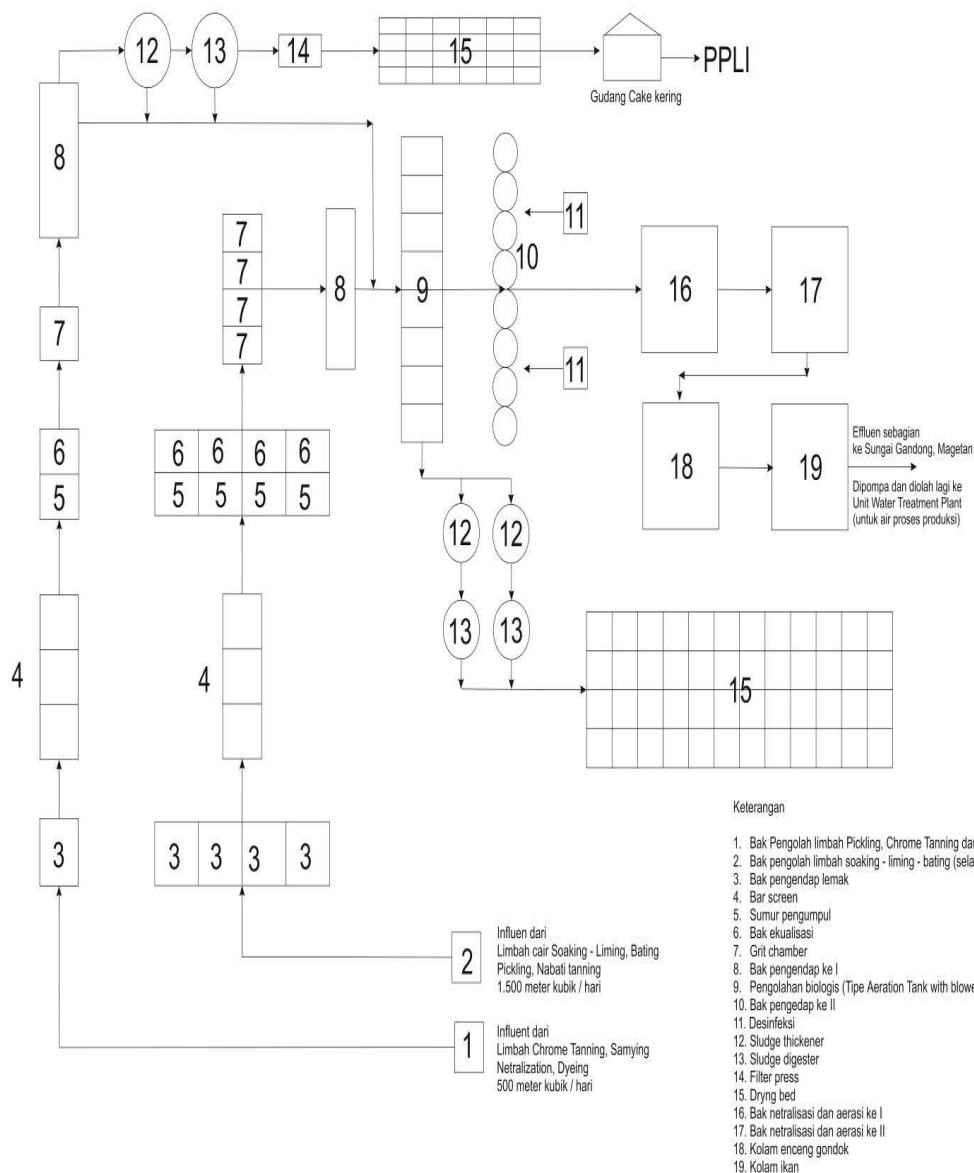 12
13
14
15
PPLI
Gudang Cake kering
8
7
7
7
7
7
8
9
10
11
11
16
17
18
19
Effluen sebagian
ke Sungai Gandong, Magetan
Dipompa dan diolah lagi ke
Unit Water Treatment Plant
(untuk air proses produksi)
6
5
6 6 6 6
5 5 5 5
12 12
13 13
15
4
4
3
3 3 3 3
2
Influen dari
Limbah cair Soaking - Liming, Bating
Pickling, Nabati tanning
1.500 meter kubik / hari
1
Influent dari
Limbah Chrome Tanning, Samying
Netralization, Dyeing
500 meter kubik / hari
Keterangan
1. Bak Pengolah limbah Pickling, Chrome Tanning
2. Bak pengolah limbah soaking - liming - bating
3. Bak pengendap lemak
4. Bar screen
5. Sumur pengumpul
6. Bak ekualisasi
7. Grit chamber
8. Bak pengendap ke I
9. Pengolahan biologis (Tipe Aeration Tank with
10. Bak pengedap ke II
11. Desinfeksi
12. Sludge thickener
13. Sludge digester
14. Filter press
15. Dryng bed
16. Bak netralisasi dan aerasi ke I
17. Bak netralisasi dan aerasi ke II
18. Kolam enceng gondok
19. Kolam ikan